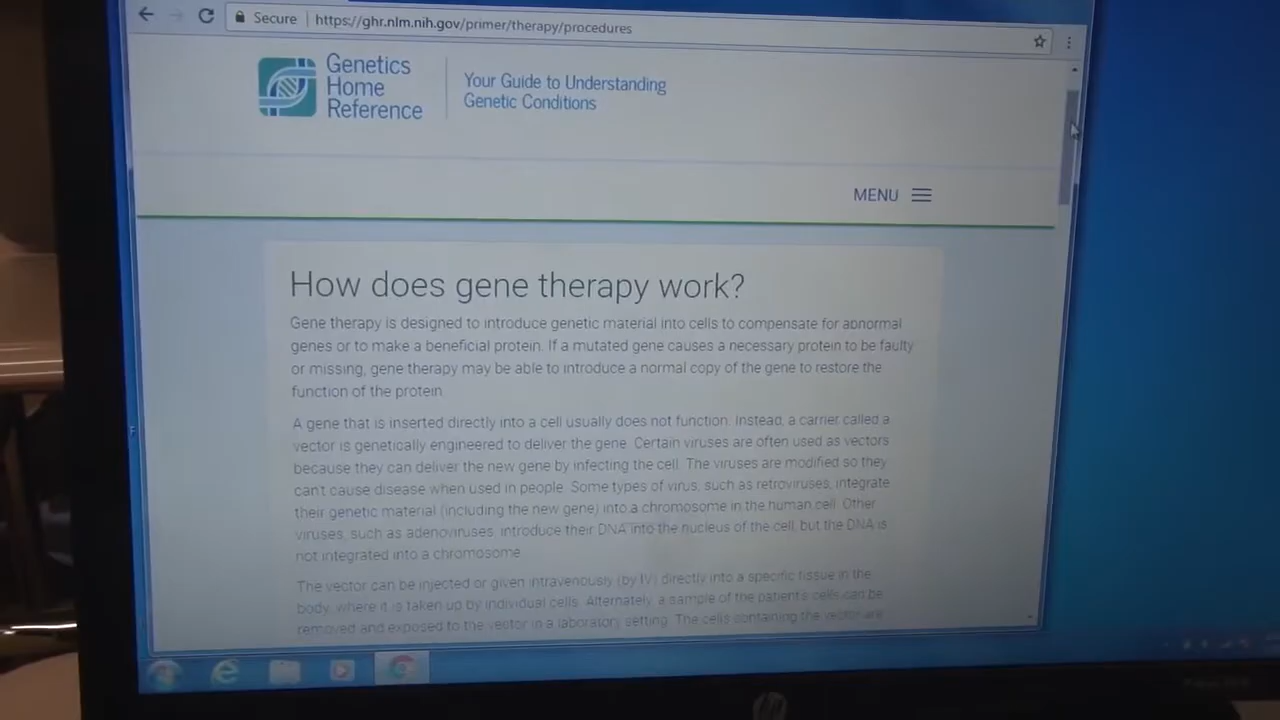 Secure
https://ghr.nlm.nih.gov/primer/therapy/procedures
Genetics
Home
Reference
Your Guide to Understanding
Genetic Conditions
MENU
How does gene therapy work?
Gene therapy is designed to introduce genetic material into cells to compensate for abnormal
genes or to make a beneficial protein. If a mutated gene causes a necessary protein to be faulty
or missing, gene therapy may be able to introduce a normal copy of the gene to restore the
function of the protein.
A gene that is inserted directly into a cell usually does not function. Instead, a carrier called a
vector is genetically engineered to deliver the gene. Certain viruses are often used as vectors
because they can deliver the new gene by infecting the cell. The viruses are modified so they
can't cause disease when used in people. Some types of virus, such as retroviruses, integrate
their genetic material (including the new gene) into a chromosome in the human cell. Other
viruses, such as adenoviruses, introduce their DNA into the nucleus of the cell, but the DNA is
not integrated into a chromosome.
The vector can be injected or given intravenously (by IV) directly into a specific tissue in the
body, where it is taken up by individual cells. Alternately, a sample of the patient's cells can be
removed and exposed to the vector in a laboratory setting. The cells containing the vector are
hp